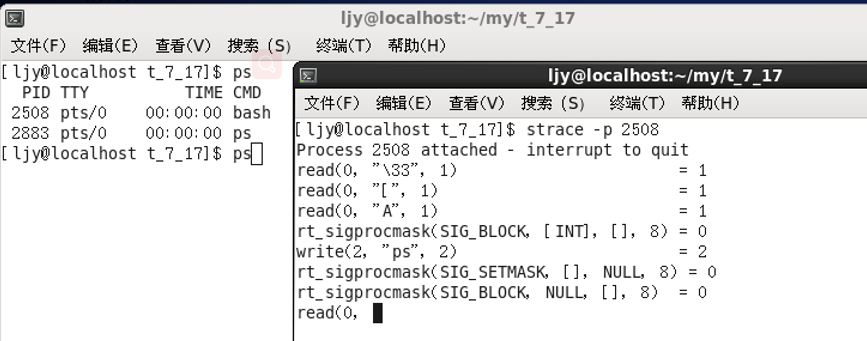 ljy@localhost:~/my/t_7_17
文件(F) 编辑(E) 查看(V) 搜索 (S) 终端(T) 帮助(H)
[ljy@localhost t_7_17]$ ps
PID TTY TIME CMD
2508 pts/0 00:00:00 bash
2883 pts/0 00:00:00 ps
[ljy@localhost t_7_17]$ ps
ljy@localhost:~/my/t_7_17
文件(F) 编辑(E) 查看(V) 搜索 (S) 终端(T) 帮助(H)
[ljy@localhost t_7_17]$ strace -p 2508
Process 2508 attached - interrupt to quit
read(0, "\33", 1) = 1
read(0, "[", 1) = 1
read(0, "A", 1) = 1
rt_sigprocmask(SIG_BLOCK, [INT], [], 8) = 0
write(2, "ps", 2) = 2
rt_sigprocmask(SIG_SETMASK, [], NULL, 8) = 0
rt_sigprocmask(SIG_BLOCK, NULL, [], 8) = 0
read(0,